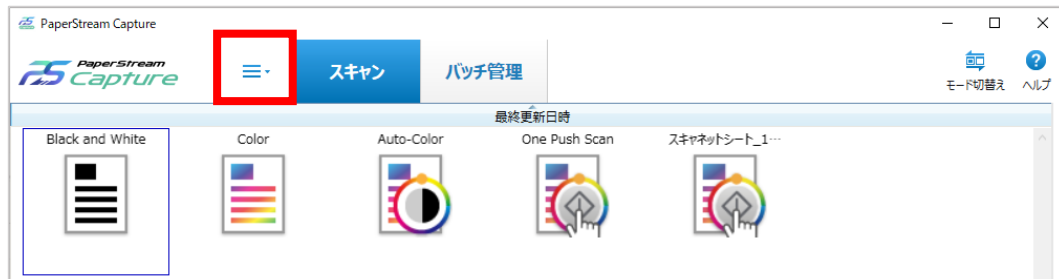 PaperStream Capture
PaperStream
Capture
スキャン
バッチ管理
モード切替え
ヘルプ
最終更新日時
Black and White
Color
Auto-Color
One Push Scan
スキャネットシート_1…